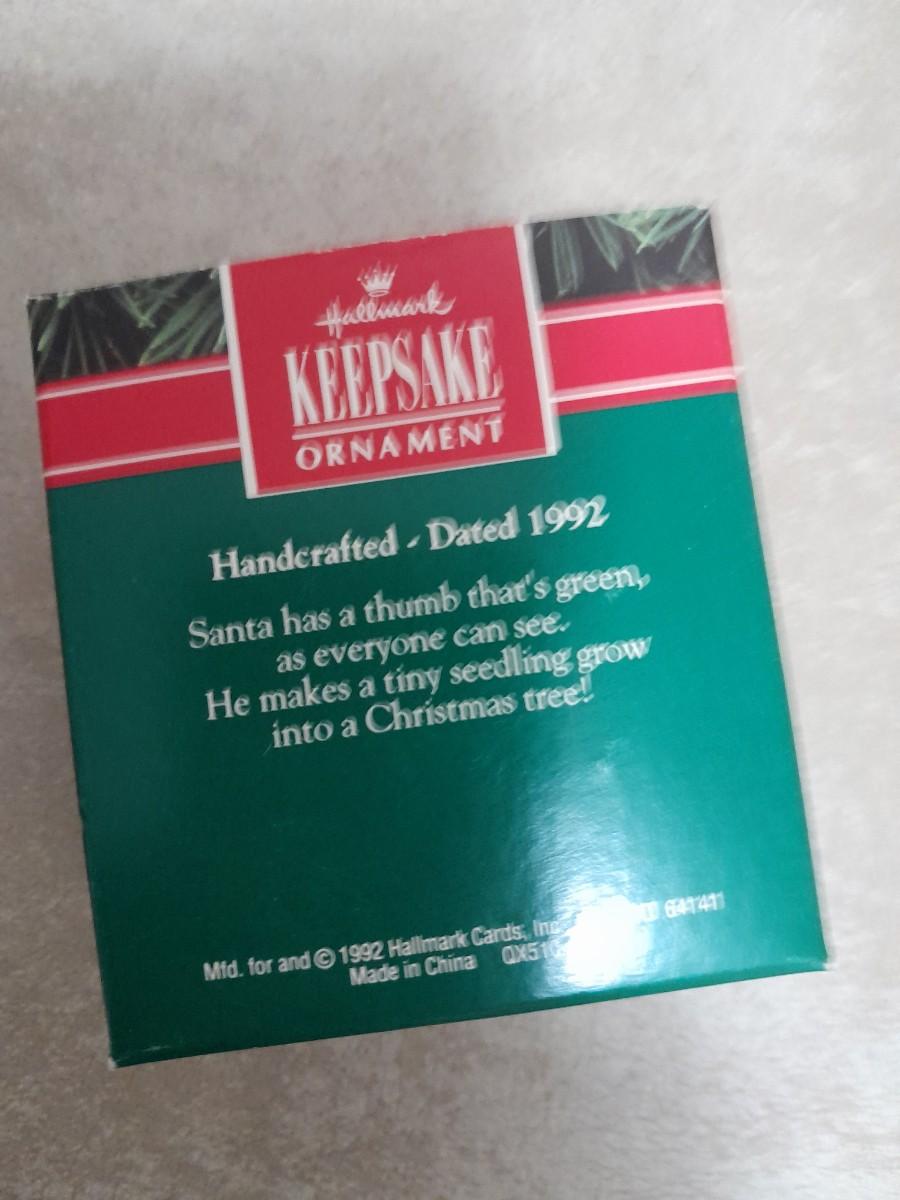 Hallmark
KEEPSAKE
ORNAMENT
Handcrafted - Dated 1992
Santa has a thumb that's green,
as everyone can see.
He makes a tiny seedling grow
into a Christmas tree!
Mfd. for and © 1992 Hallmark Cards, Inc 64141
Made in China